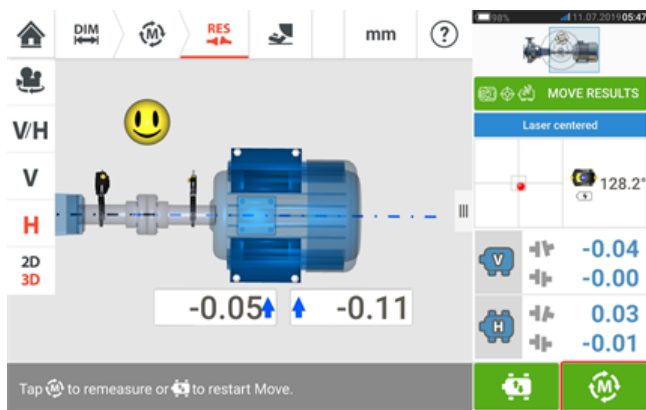 DIM
M
RES
mm
?
98%
11.07.2019 05:47
MOVE RESULTS
Laser centered
128.2°
V/H
V
H
2D
3D
-0.05
-0.11
V
-0.04
-0.00
H
0.03
-0.01
Tap M to remeasure or to restart Move.
M